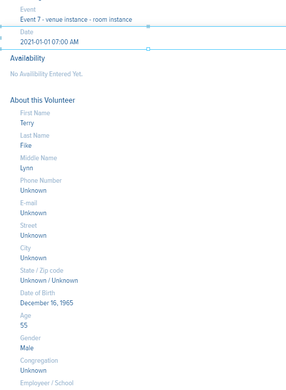 Event
Event 7 - venue instance - room instance
Date
2021-01-01 07:00 AM
Availability
No Availibility Entered Yet.
About this Volunteer
First Name
Terry
Last Name
Fike
Middle Name
Lynn
Phone Number
Unknown
E-mail
Unknown
Street
Unknown
City
Unknown
State / Zip code
Unknown / Unknown
Date of Birth
December 16, 1965
Age
55
Gender
Male
Congregation
Unknown
Employeer / School